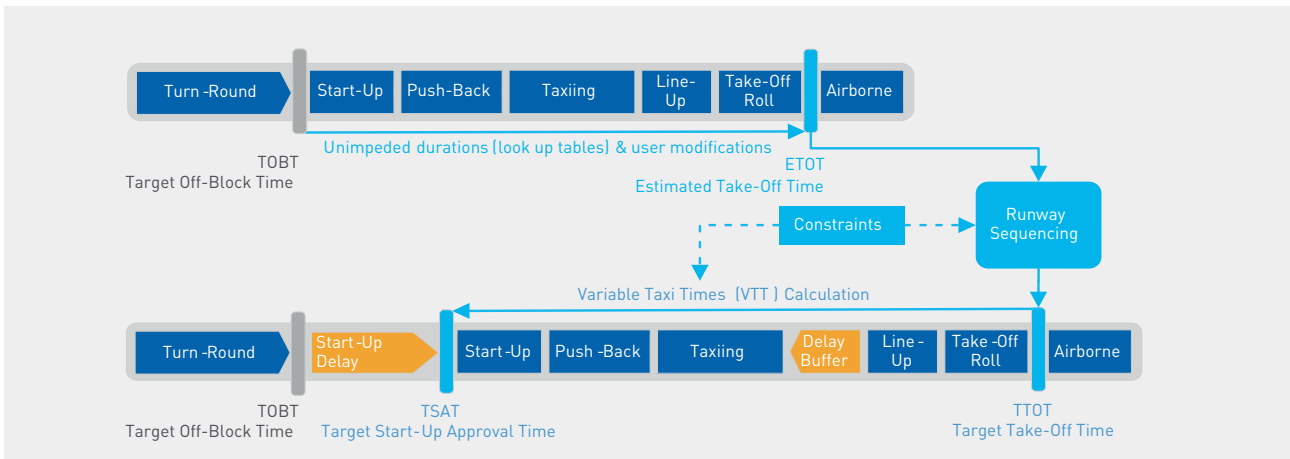 Turn -Round
Start-Up
Push-Back
Taxiing
Line-
Up
Take-Off
Roll
Airborne
Unimpeded durations (look up tables) & user modifications
TOBT
Target Off-Block Time
ETOT
Estimated Take-Off Time
Constraints
Runway
Sequencing
Variable Taxi Times (VTT ) Calculation
Turn -Round
Start -Up
Delay
Start -Up
Push -Back
Taxiing
Delay
Buffer
Line -
Up
Take -Off
Roll
Airborne
TOBT
Target Off-Block Time
TSAT
Target Start-Up Approval Time
TTOT
Target Take-Off Time